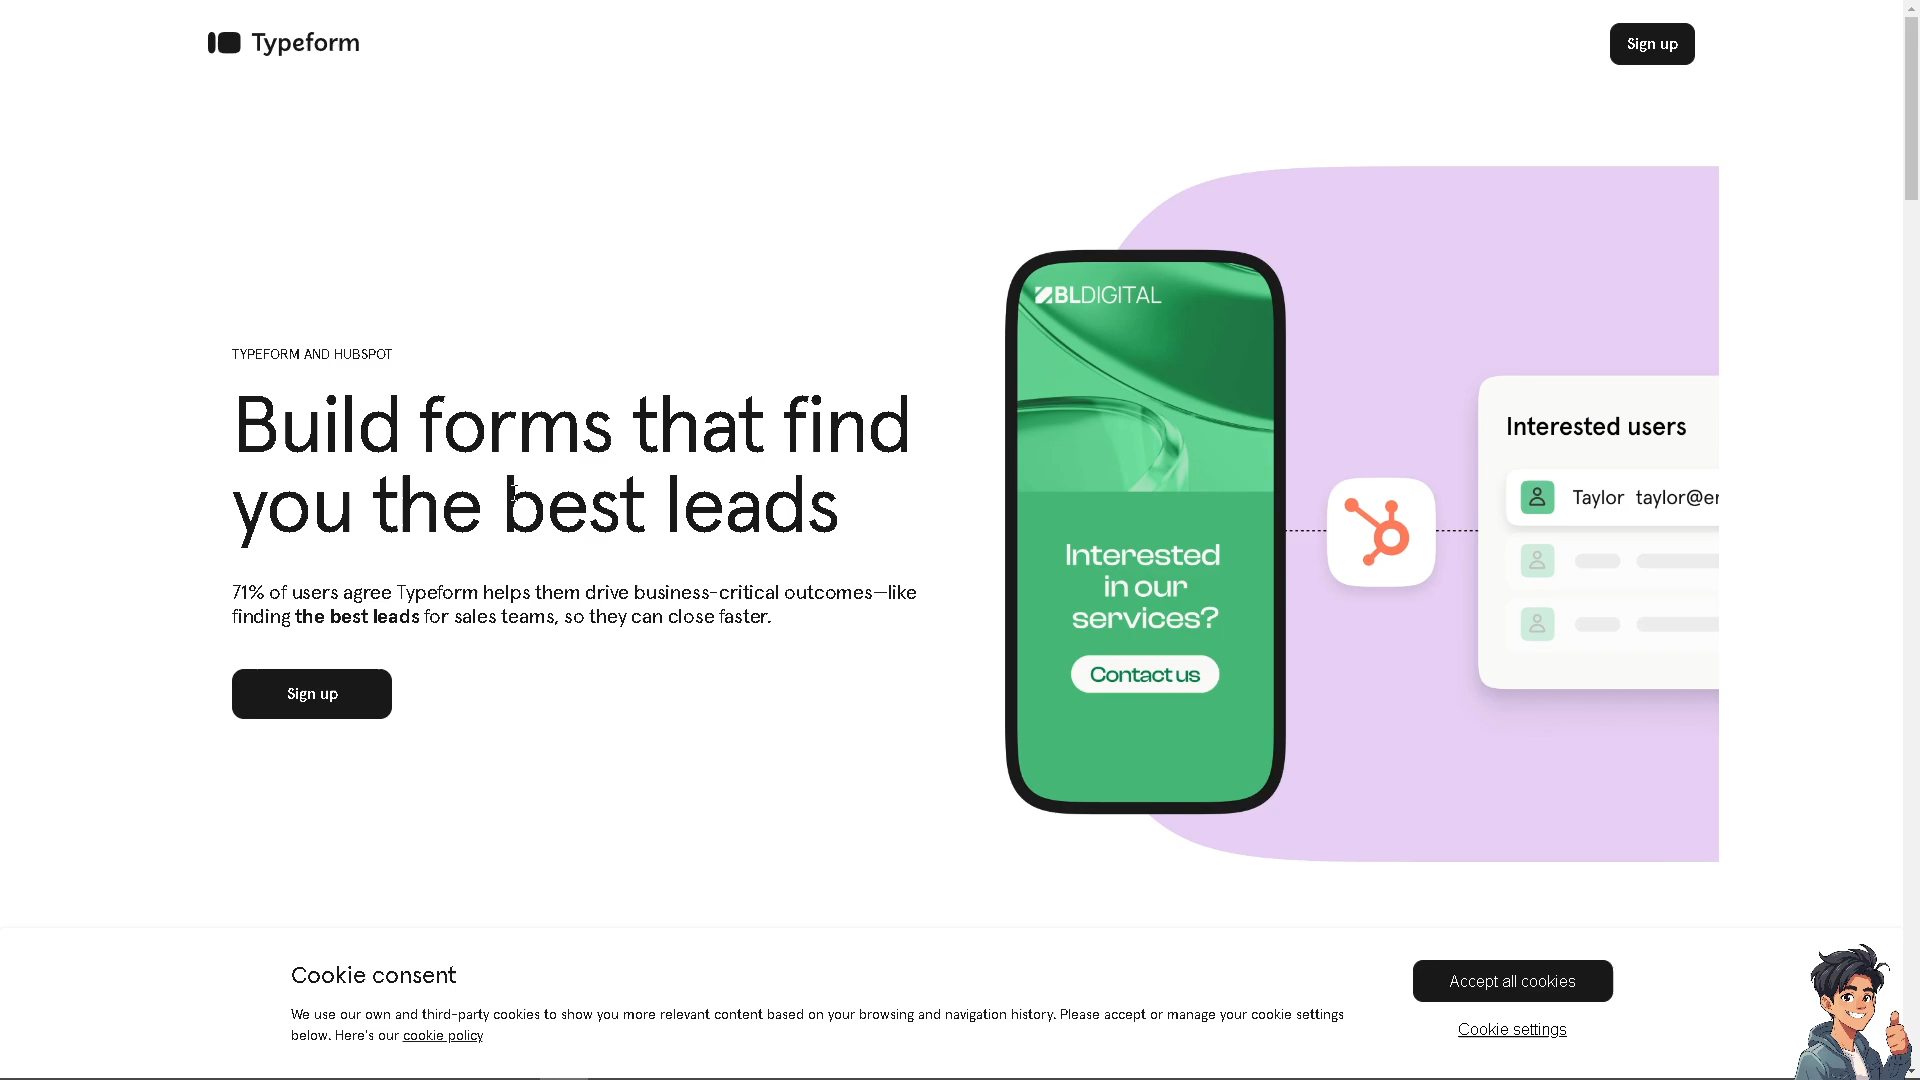 Typeform
Sign up
TYPEFORM AND HUBSPOT
Build forms that find
you the best leads
71% of users agree Typeform helps them drive business-critical outcomes—like
finding the best leads for sales teams, so they can close faster.
Sign up
BLDIGITAL
Interested
in our
services?
Contact us
Interested users
Taylor taylor@er
Cookie consent
We use our own and third-party cookies to show you more relevant content based on your browsing and navigation history. Please accept or manage your cookie settings
below. Here's our cookie policy
Accept all cookies
Cookie settings